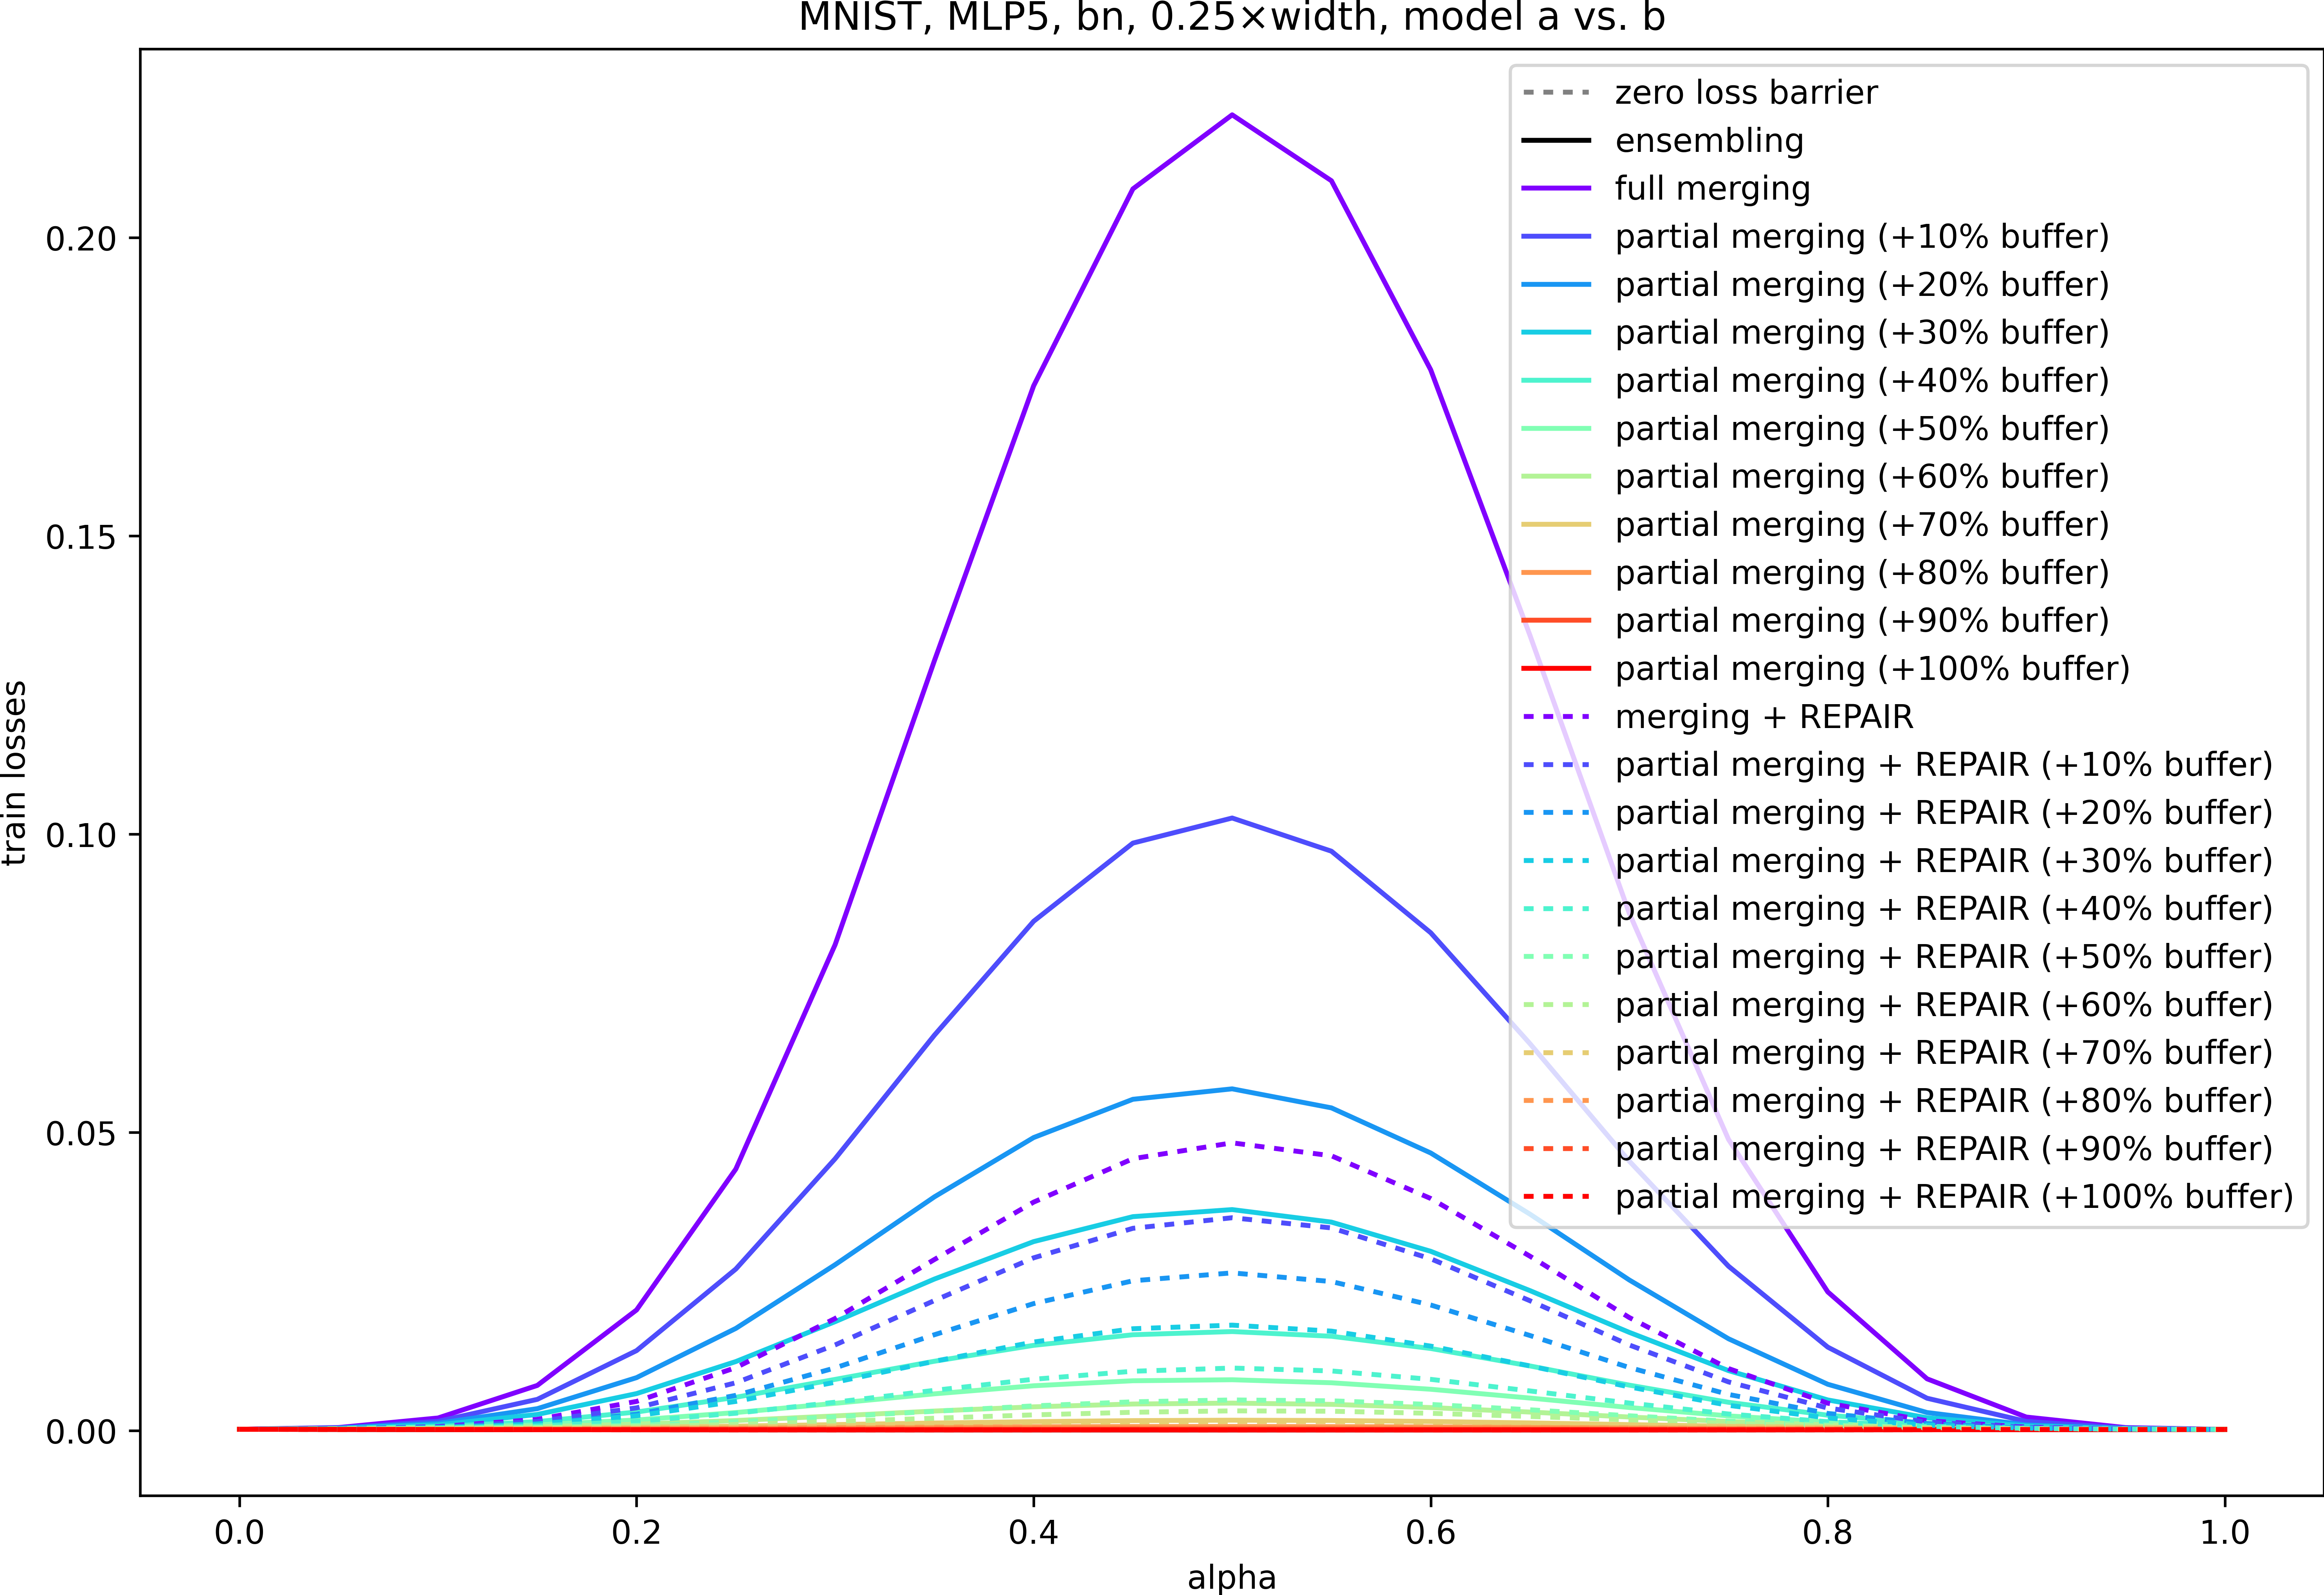 MNIST, MLP5, bn, 0.25×width, model a vs. b
zero loss barrier
ensembling
full merging
partial merging (+10% buffer)
partial merging (+20% buffer)
partial merging (+30% buffer)
partial merging (+40% buffer)
partial merging (+50% buffer)
partial merging (+60% buffer)
partial merging (+70% buffer)
partial merging (+80% buffer)
partial merging (+90% buffer)
partial merging (+100% buffer)
merging + REPAIR
partial merging + REPAIR (+10% buffer)
partial merging + REPAIR (+20% buffer)
partial merging + REPAIR (+30% buffer)
partial merging + REPAIR (+40% buffer)
partial merging + REPAIR (+50% buffer)
partial merging + REPAIR (+60% buffer)
partial merging + REPAIR (+70% buffer)
partial merging + REPAIR (+80% buffer)
partial merging + REPAIR (+90% buffer)
partial merging + REPAIR (+100% buffer)
train losses
0.20
0.15
0.10
0.05
0.00
0.0 0.2 0.4 0.6 0.8 1.0
alpha